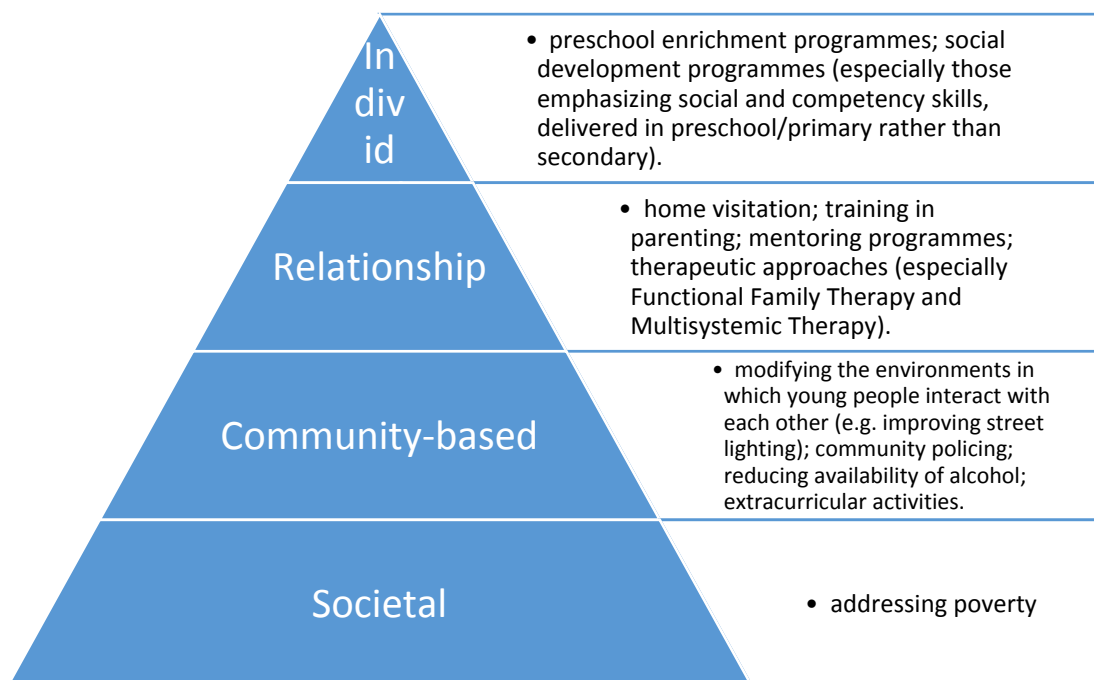 In
div
id
• preschool enrichment programmes; social
development programmes (especially those
emphasizing social and competency skills,
delivered in preschool/primary rather than
secondary).
Relationship
• home visitation; training in
parenting; mentoring programmes;
therapeutic approaches (especially
Functional Family Therapy and
Multisystemic Therapy).
Community-based
• modifying the environments in
which young people interact with
each other (e.g. improving street
lighting); community policing;
reducing availability of alcohol;
extracurricular activities.
Societal
• addressing poverty